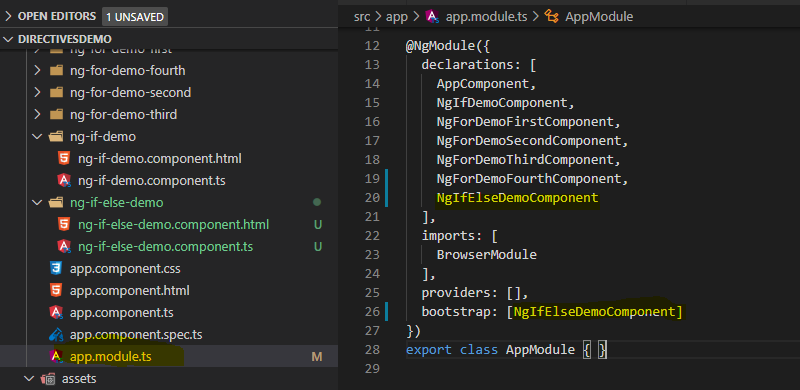 OPEN EDITORS 1 UNSAVED
DIRECTIVESDEMO
ng-for-demo-first
ng-for-demo-fourth
ng-for-demo-second
ng-for-demo-third
ng-if-demo
ng-if-demo.component.html
ng-if-demo.component.ts
ng-if-else-demo
ng-if-else-demo.component.html U
ng-if-else-demo.component.ts U
app.component.css
app.component.html
app.component.ts
app.component.spec.ts
app.module.ts M
assets
src > app > app.module.ts > AppModule
11
12 @NgModule({
13 declarations: [
14 AppComponent,
15 NgIfDemoComponent,
16 NgForDemoFirstComponent,
17 NgForDemoSecondComponent,
18 NgForDemoThirdComponent,
19 NgForDemoFourthComponent,
20 NgIfElseDemoComponent
21 ],
22 imports: [
23 BrowserModule
24 ],
25 providers: [],
26 bootstrap: [NgIfElseDemoComponent]
27 })
28 export class AppModule { }
29